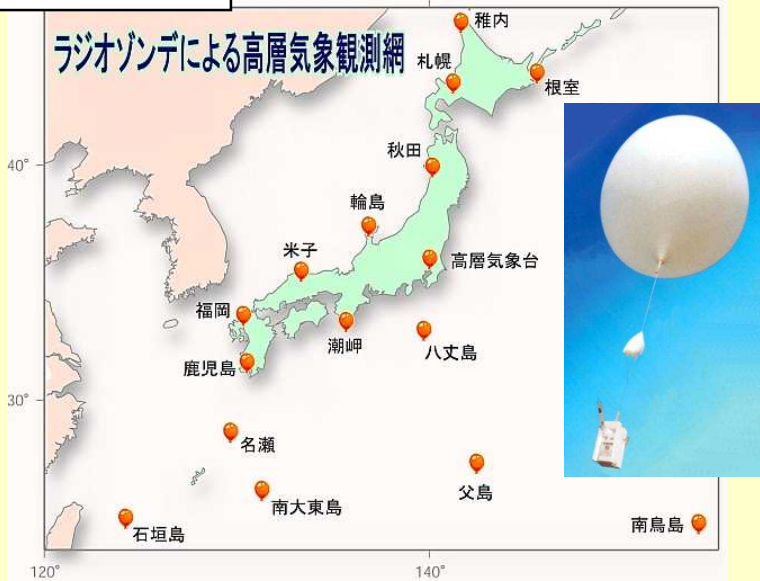 ラジオゾンデによる高層気象観測網
稚内
札幌
根室
40°
秋田
輪島
米子
高層気象台
福岡
潮岬
八丈島
鹿児島
30°
名瀬
父島
南大東島
石垣島
南鳥島
120°
140°